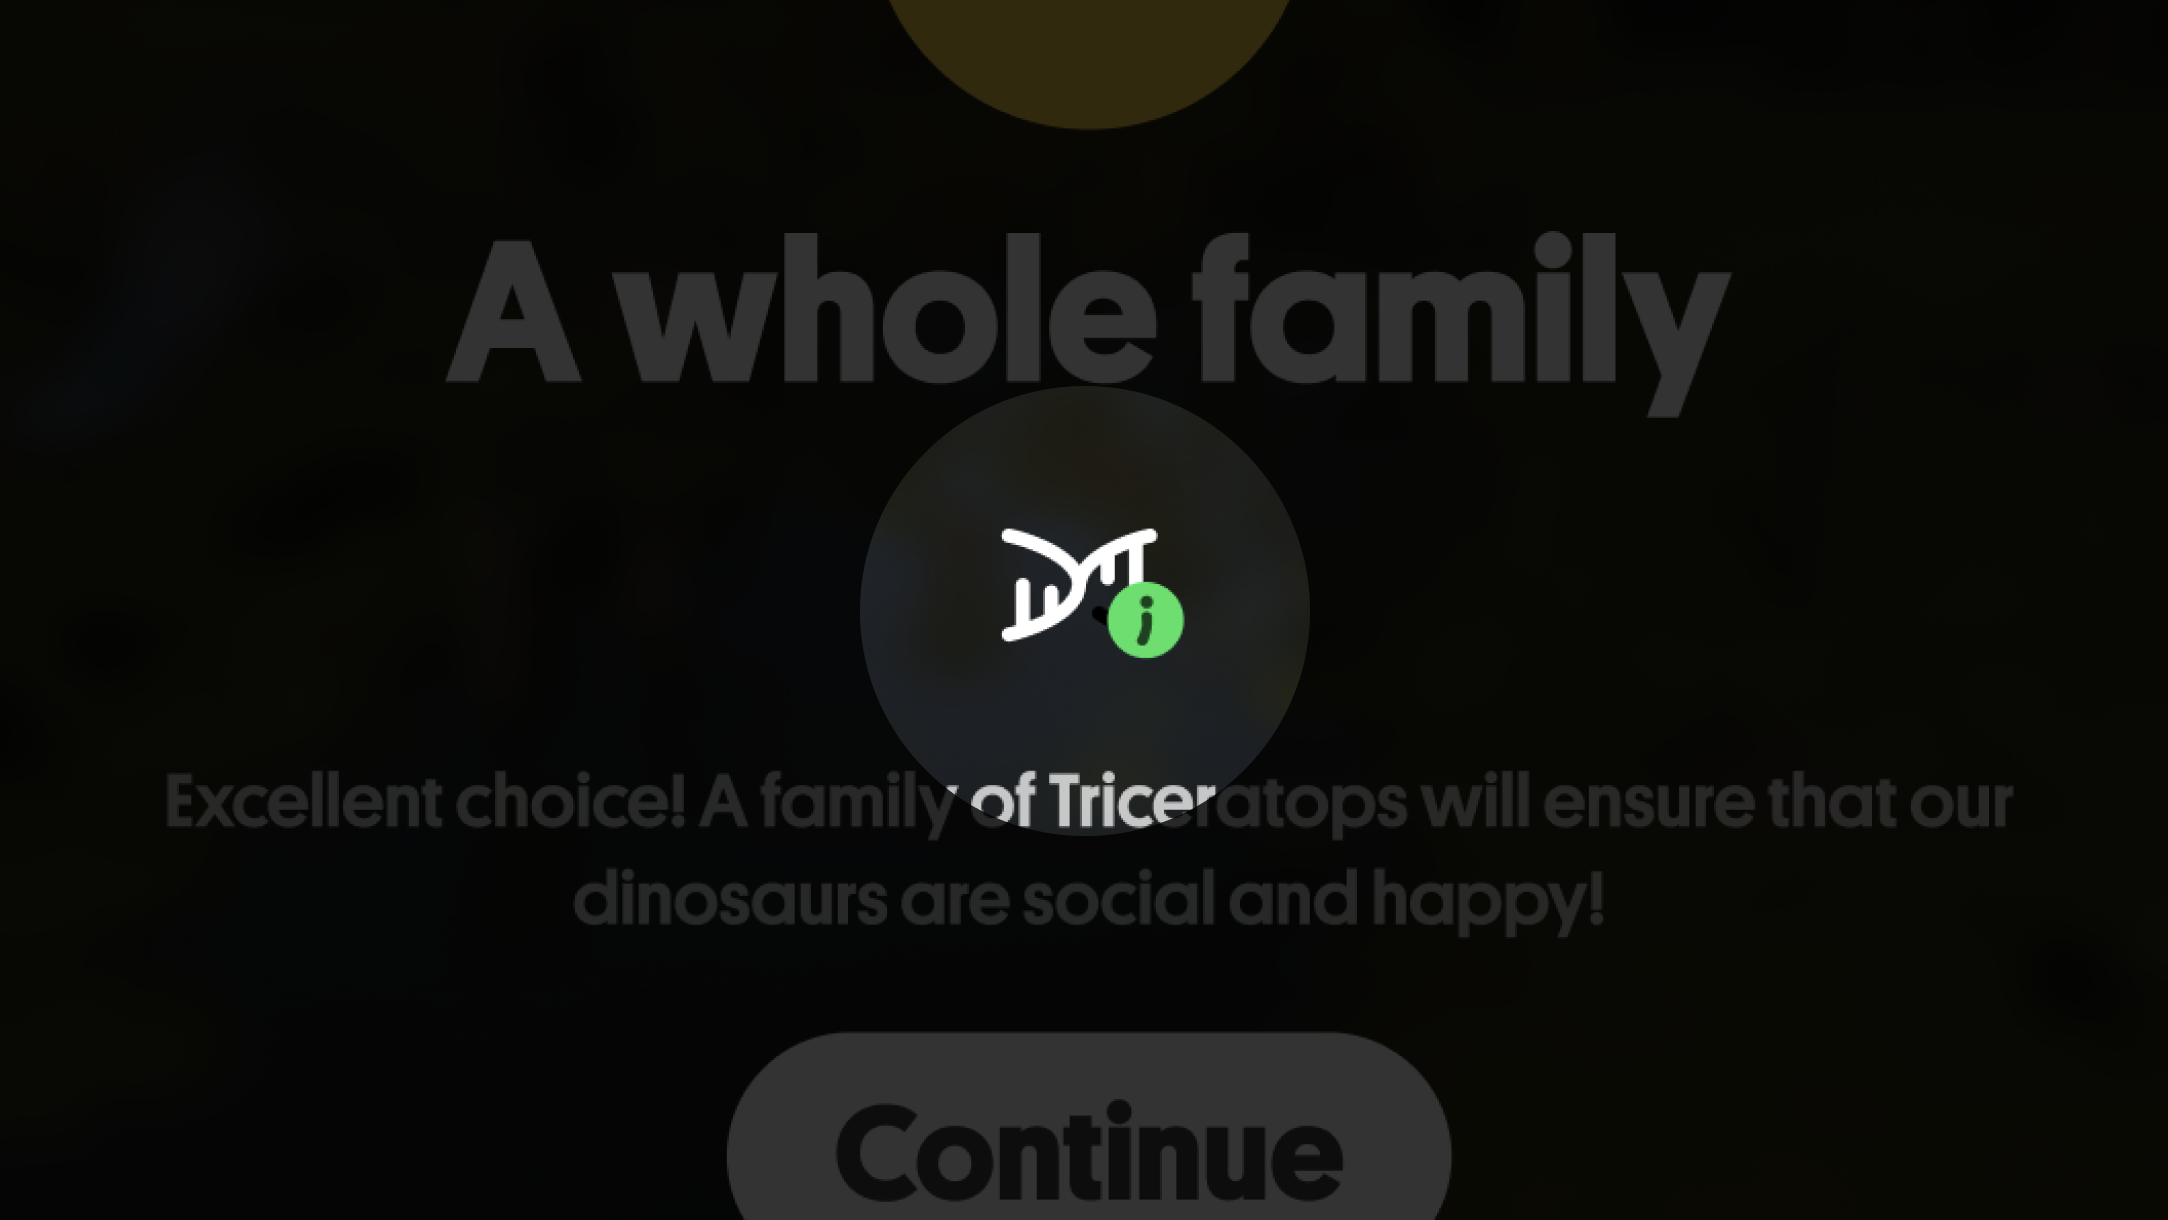 A whole family
i
Excellent choice! A family of Triceratops will ensure that our
dinosaurs are social and happy!
Continue